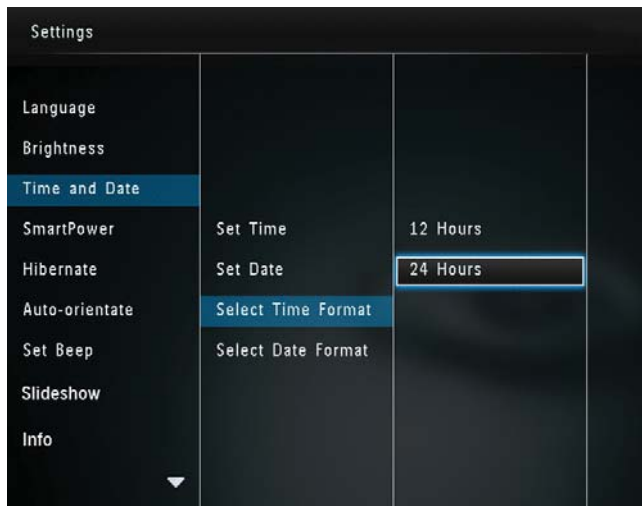 Settings
Language
Brightness
Time and Date
SmartPower
Hibernate
Auto-orientate
Set Beep
Slideshow
Info
Set Time
Set Date
Select Time Format
Select Date Format
12 Hours
24 Hours